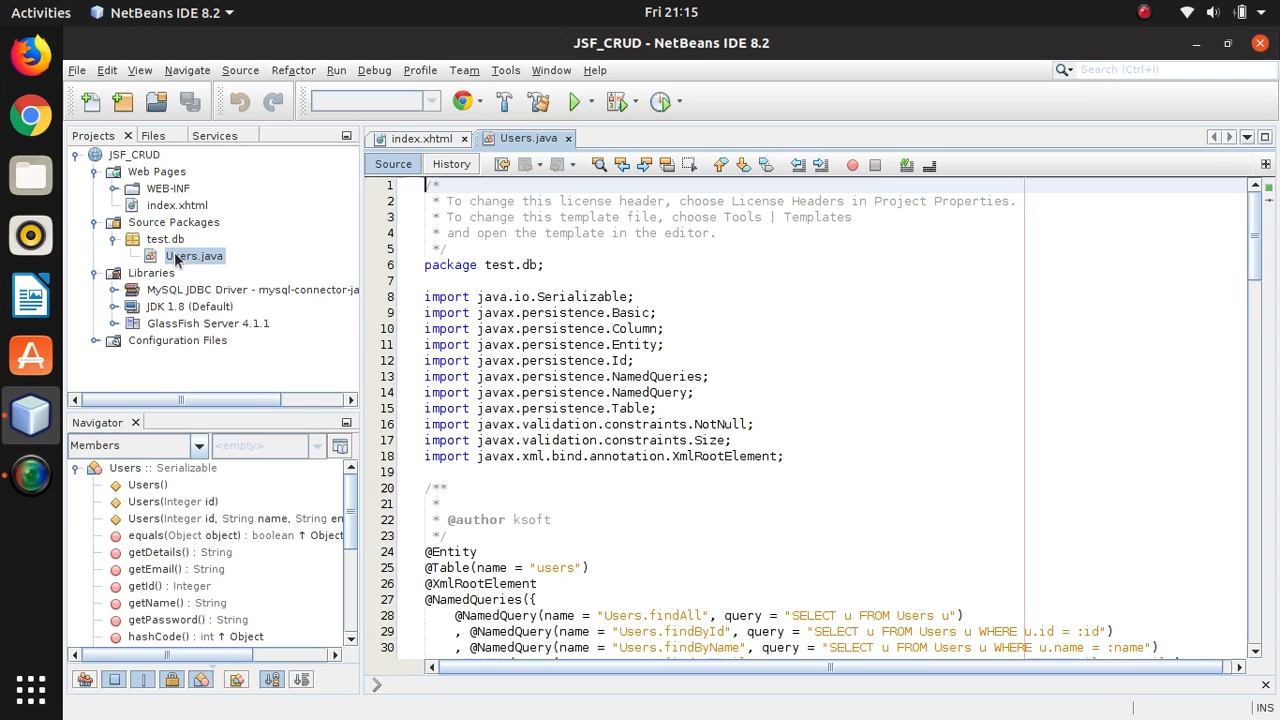 Activities
NetBeans IDE 8.2
Fri 21:15
JSF_CRUD - NetBeans IDE 8.2
File Edit View Navigate Source Refactor Run Debug Profile Team Tools Window Help
Search (Ctrl+I)
Projects Files Services
JSF_CRUD
Web Pages
WEB-INF
index.xhtml
Source Packages
test.db
Users.java
Libraries
MySQL JDBC Driver - mysql-connector-ja
JDK 1.8 (Default)
GlassFish Server 4.1.1
Configuration Files
Navigator
Members
<empty>
Users :: Serializable
Users()
Users(Integer id)
Users(Integer id, String name, String en
equals(Object object) : boolean ↑ Object
getDetails() : String
getEmail() : String
getId() : Integer
getName() : String
getPassword() : String
hashCode() : int ↑ Object
index.xhtml Users.java
Source History
1 /*
2 * To change this license header, choose License Headers in Project Properties.
3 * To change this template file, choose Tools | Templates
4 * and open the template in the editor.
5 */
6 package test.db;
7
8 import java.io.Serializable;
9 import javax.persistence.Basic;
10 import javax.persistence.Column;
11 import javax.persistence.Entity;
12 import javax.persistence.Id;
13 import javax.persistence.NamedQueries;
14 import javax.persistence.NamedQuery;
15 import javax.persistence.Table;
16 import javax.validation.constraints.NotNull;
17 import javax.validation.constraints.Size;
18 import javax.xml.bind.annotation.XmlRootElement;
19
20 /**
21 *
22 * @author ksoft
23 */
24 @Entity
25 @Table(name = "users")
26 @XmlRootElement
27 @NamedQueries({
28 @NamedQuery(name = "Users.findAll", query = "SELECT u FROM Users u")
29 , @NamedQuery(name = "Users.findById", query = "SELECT u FROM Users u WHERE u.id = :id")
30 , @NamedQuery(name = "Users.findByName", query = "SELECT u FROM Users u WHERE u.name = :name")
INS